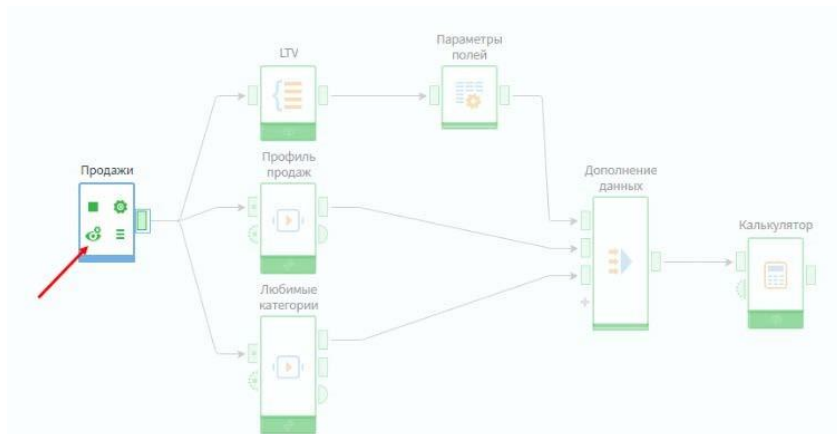 LTV
Параметры
полей
Продажи
Профиль
продаж
Дополнение
данных
Калькулятор
Любимые
категории